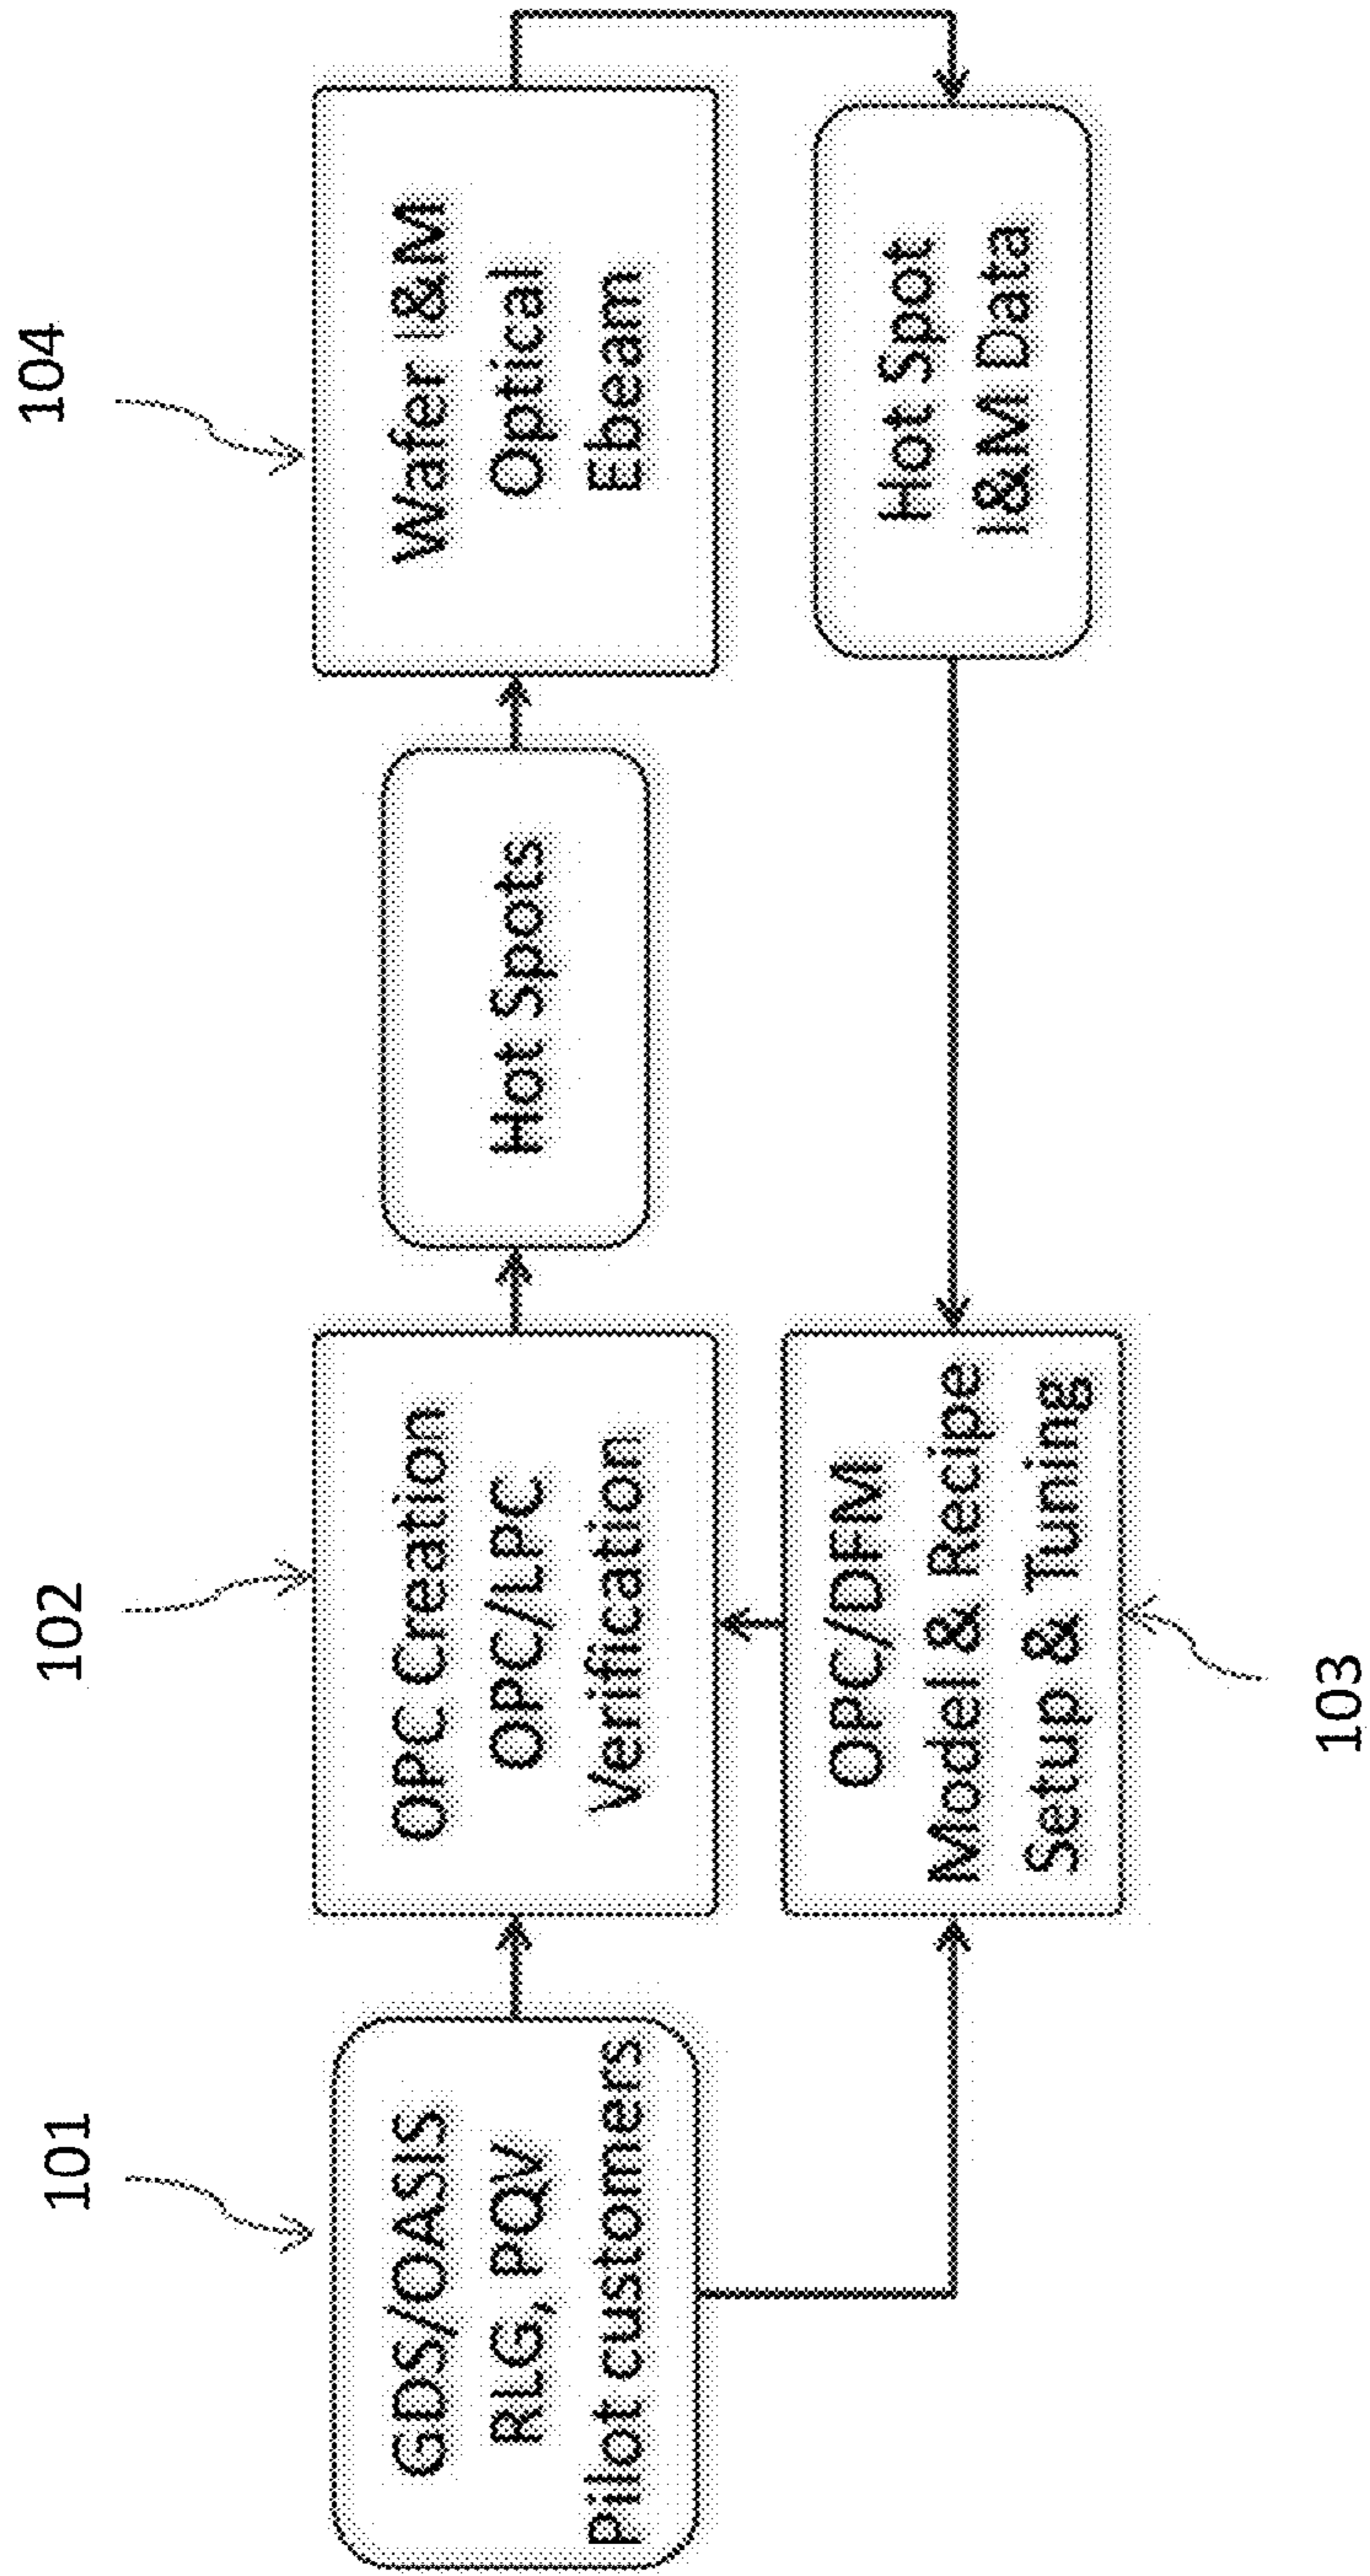 101
GDS/OASIS
RLG, PQV
Pilot customers
102
OPC Creation
OPC/LPC
Verification
Hot Spots
104
Wafer I&M
Optical
Ebeam
OPC/DFM
Model & Recipe
Setup & Tuning
103
Hot Spot
I&M Data